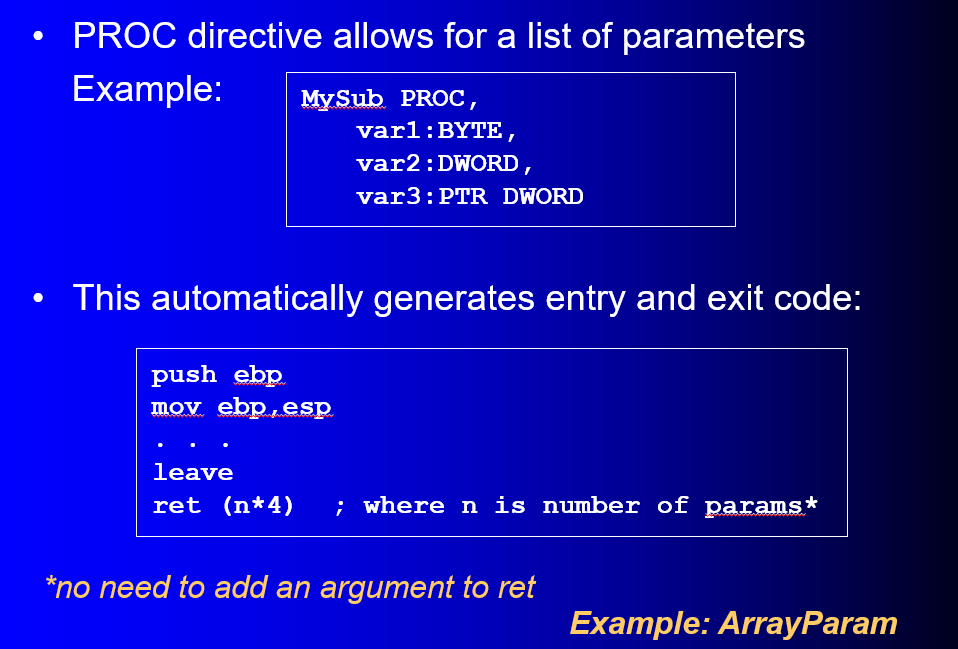 • PROC directive allows for a list of parameters
Example:
MySub PROC,
var1:BYTE,
var2:DWORD,
var3:PTR DWORD
• This automatically generates entry and exit code:
push ebp
mov ebp,esp
. . .
leave
ret (n*4)  ; where n is number of params*
*no need to add an argument to ret
Example: ArrayParam